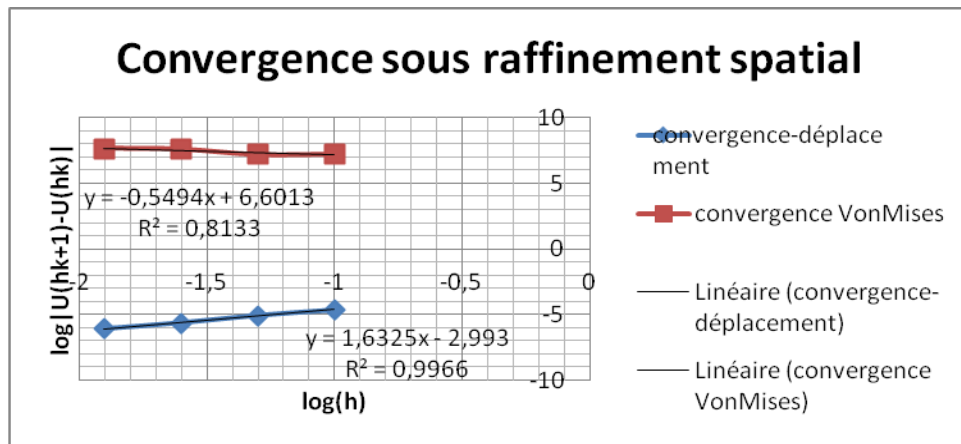 Convergence sous raffinement spatial
log|U(hk+1)-U(hk)|
10
5
0
-5
-10
-2
-1,5
-1
-0,5
0
y = -0,5494x + 6,6013
R² = 0,8133
y = 1,6325x - 2,993
R² = 0,9966
log(h)
convergence-déplace
ment
convergence VonMises
Linéaire (convergence-
déplacement)
Linéaire (convergence
VonMises)